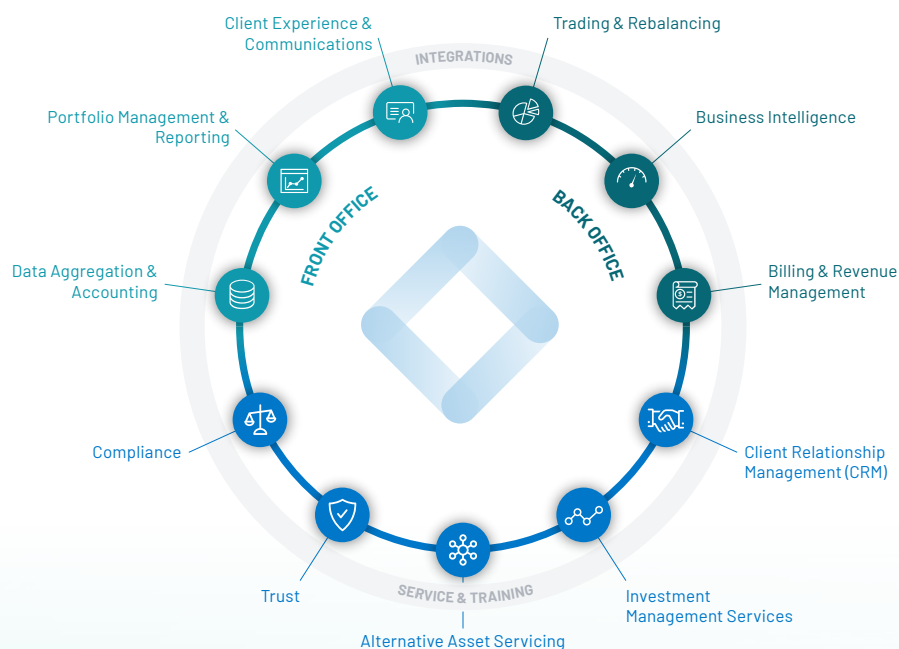 Client Experience &
Communications
Trading & Rebalancing
INTEGRATIONS
Portfolio Management &
Reporting
Business Intelligence
FRONT OFFICE
BACK OFFICE
Data Aggregation &
Accounting
Billing & Revenue
Management
Compliance
Client Relationship
Management (CRM)
Trust
SERVICE & TRAINING
Investment
Management Services
Alternative Asset Servicing